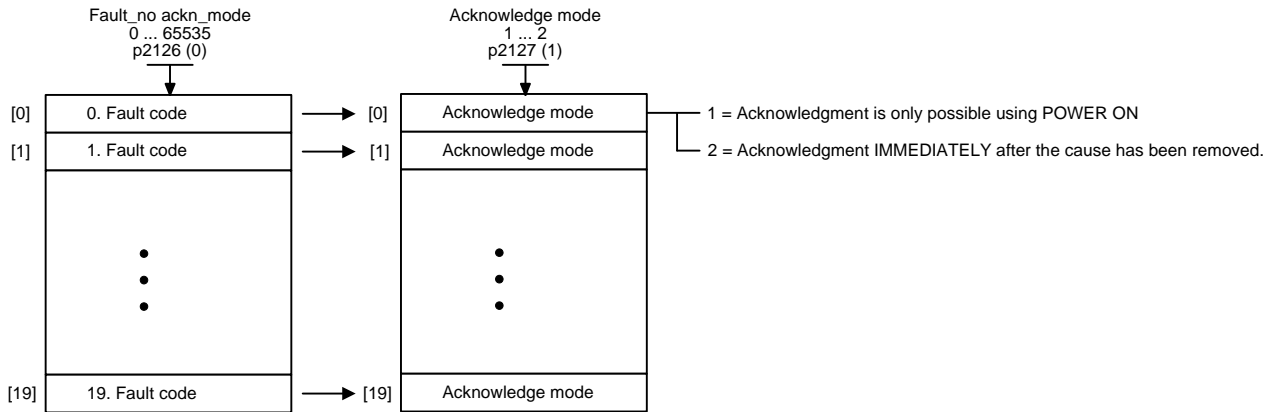 Fault_no ackn_mode
0 ... 65535
p2126 (0)
Acknowledge mode
1 ... 2
p2127 (1)
[0] 0. Fault code [0] Acknowledge mode 1 = Acknowledgment is only possible using POWER ON
[1] 1. Fault code [1] Acknowledge mode 2 = Acknowledgment IMMEDIATELY after the cause has been removed.
[19] 19. Fault code [19] Acknowledge mode